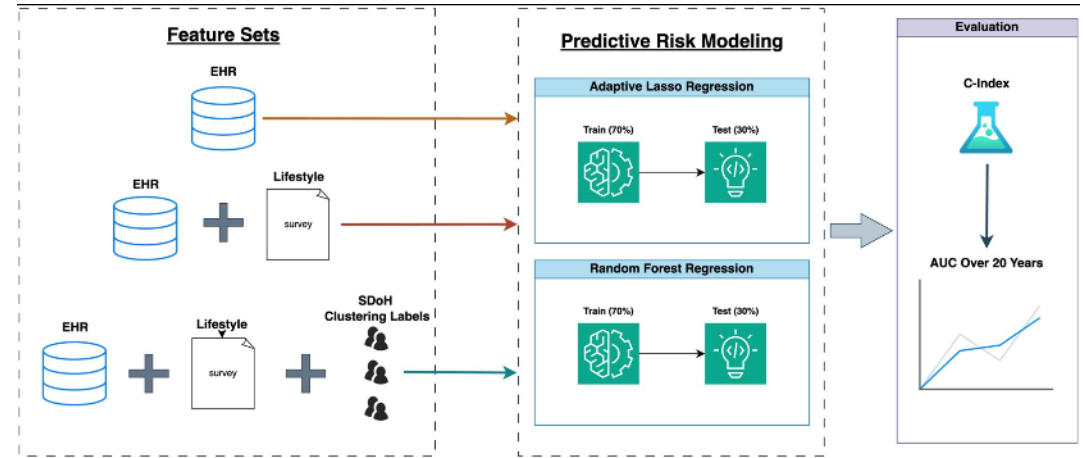 Feature Sets
EHR
EHR
Lifestyle
survey
EHR
Lifestyle
survey
SDoH
Clustering Labels
Predictive Risk Modeling
Adaptive Lasso Regression
Train (70%)
Test (30%)
Random Forest Regression
Train (70%)
Test (30%)
Evaluation
C-Index
AUC Over 20 Years